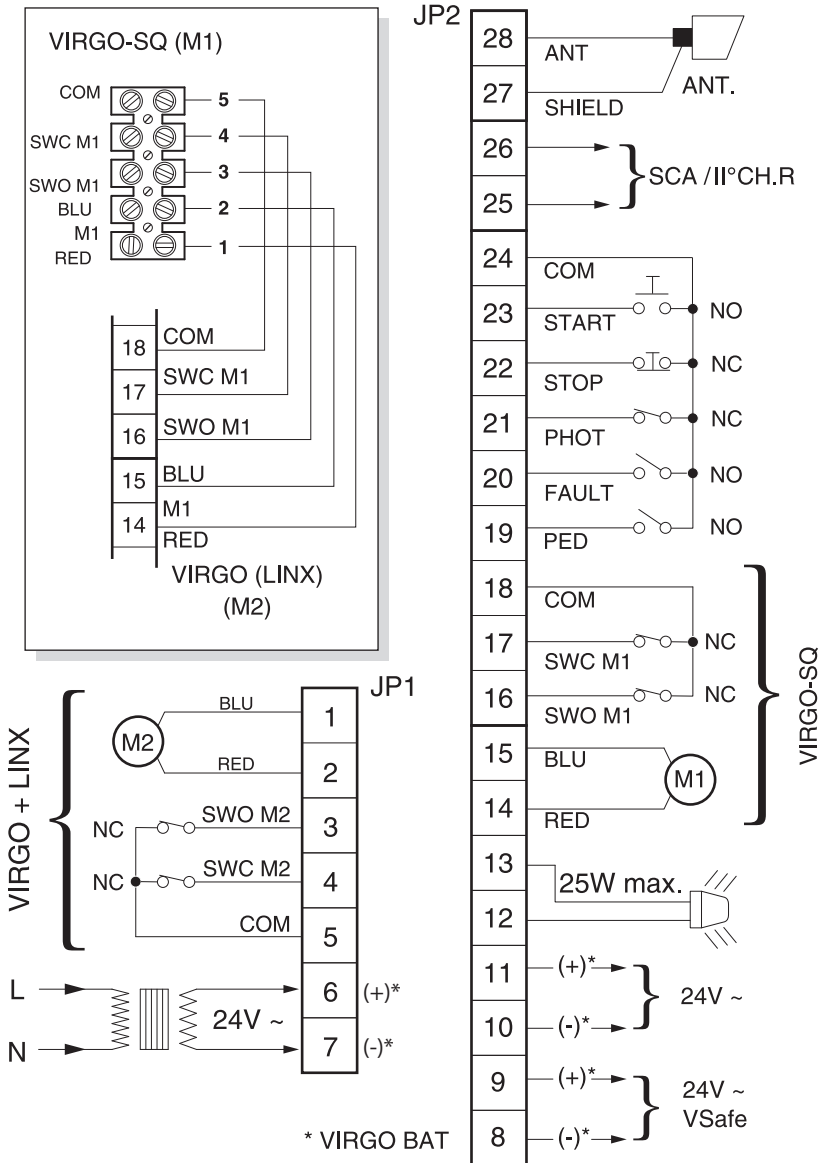 VIRGO-SQ (M1)
COM
5
SWC M1
4
SWO M1
3
BLU
2
M1
RED
1
18 COM
17 SWC M1
16 SWO M1
15 BLU
14 M1
RED
VIRGO (LINX)
(M2)
JP2
28 ANT
ANT.
27 SHIELD
26
SCA /II°CH.R
25
24 COM
23 START NO
22 STOP NC
21 PHOT NC
20 FAULT NO
19 PED NO
18 COM
17 SWC M1 NC
16 SWO M1 NC
15 BLU
M1
14 RED
VIRGO-SQ
13
25W max.
12
11 (+)*
24V ~
10 (-)*
9 (+)*
24V ~
VSafe
8 (-)*
JP1
VIRGO + LINX
M2
BLU 1
RED 2
NC SWO M2 3
NC SWC M2 4
COM 5
L 24V ~ 6 (+)*
N 7 (-)*
* VIRGO BAT